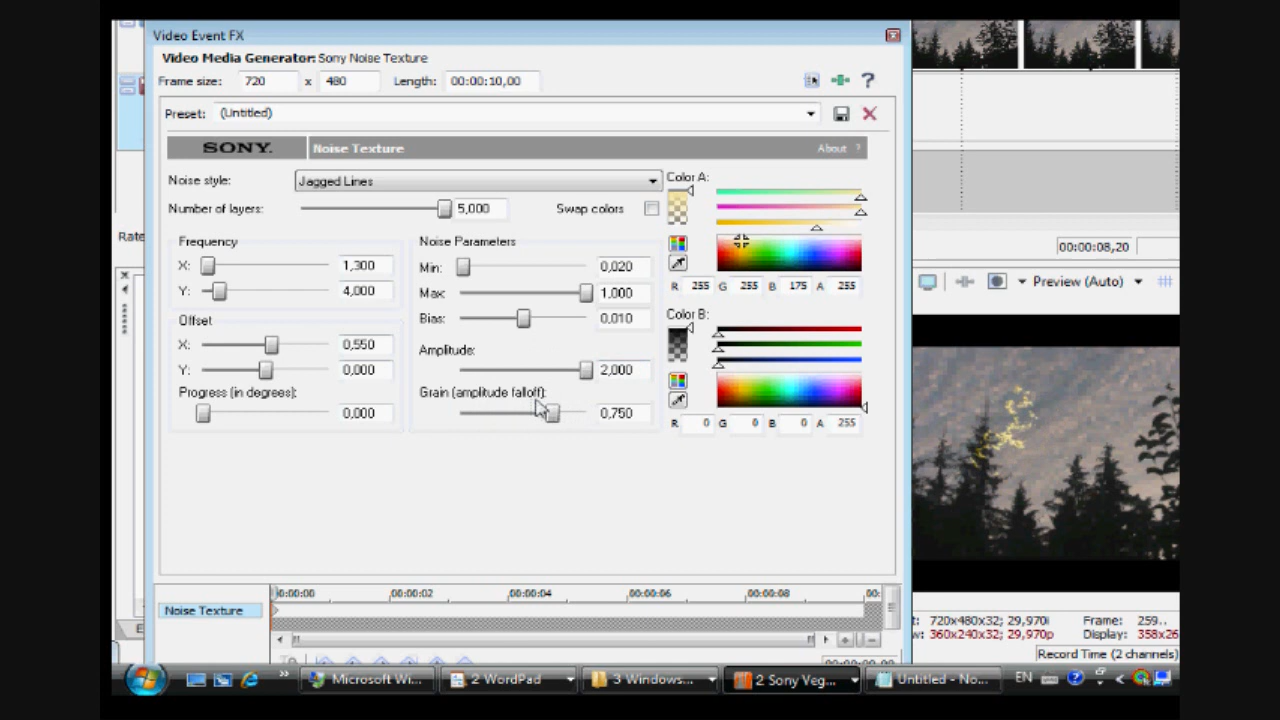 Video Event FX
Video Media Generator: Sony Noise Texture
Frame size: 720 x 480 Length: 00:00:10,00
Preset: (Untitled)
SONY. Noise Texture About ?
Noise style: Jagged Lines
Number of layers: 5,000 Swap colors
Frequency
X: 1,300
Y: 4,000
Offset
X: 0,550
Y: 0,000
Progress (in degrees):
0,000
Noise Parameters
Min: 0,020
Max: 1,000
Bias: 0,010
Amplitude:
2,000
Grain (amplitude falloff):
0,750
Color A:
R 255 G 255 B 175 A 255
Color B:
R 0 G 0 B 0 A 255
Rate
00:00:08,20
Preview (Auto)
Noise Texture
00:00:00 00:00:02 00:00:04 00:00:06 00:00:08 00:
t: 720x480x32; 29,970i Frame: 259..
w: 360x240x32; 29,970p Display: 358x26
Record Time (2 channels)
Microsoft Wi... 2 WordPad 3 Windows... 2 Sony Veg... Untitled - No... EN